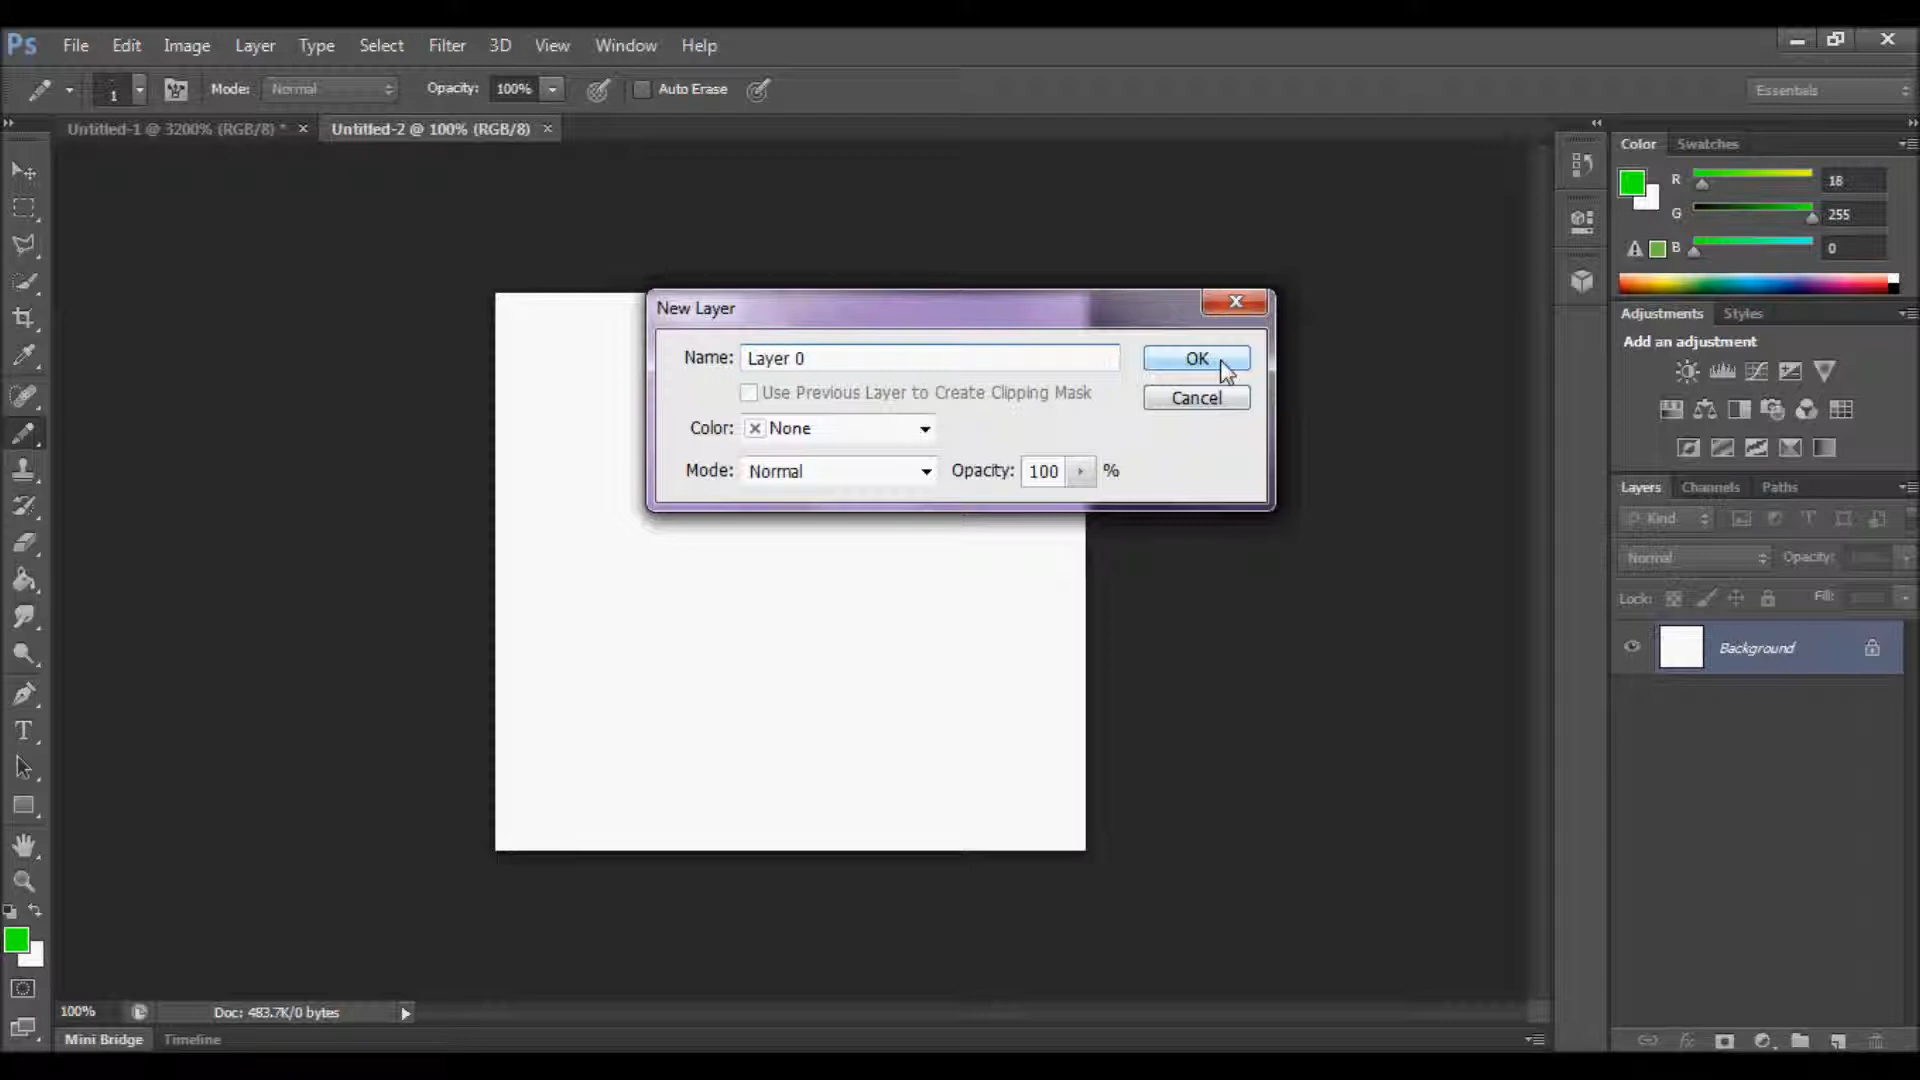 Ps File Edit Image Layer Type Select Filter 3D View Window Help
1 Mode: Normal Opacity: 100% Auto Erase Essentials
Untitled-1 @ 3200% (RGB/8) * × Untitled-2 @ 100% (RGB/8) ×
Color Swatches
R 18
G 255
B 0
Adjustments Styles
Add an adjustment
New Layer
Name: Layer 0 OK
Use Previous Layer to Create Clipping Mask Cancel
Color: None
Mode: Normal Opacity: 100 %
Layers Channels Paths
Kind
Normal Opacity:
Lock: Fill:
Background
T
100% Doc: 483.7K/0 bytes
Mini Bridge Timeline